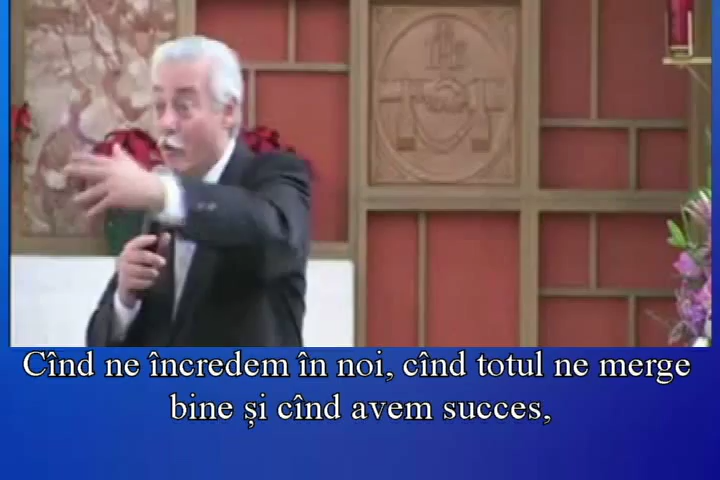 Cînd ne încredem în noi, cînd totul ne merge
bine și cînd avem succes,